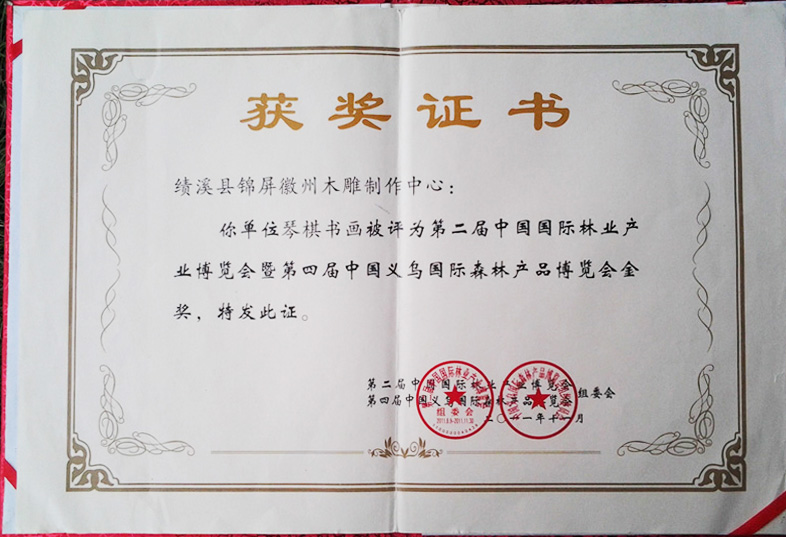 获奖证书
绩溪县锦屏徽州木雕制作中心：
你单位琴棋书画被评为第二届中国国际林业产
业博览会暨第四届中国义乌国际森林产品博览会金
奖，特发此证。
第二届中国国际林业产业博览会
第四届中国义乌国际森林产品博览会
组委会
二〇一一年十一月
组委会